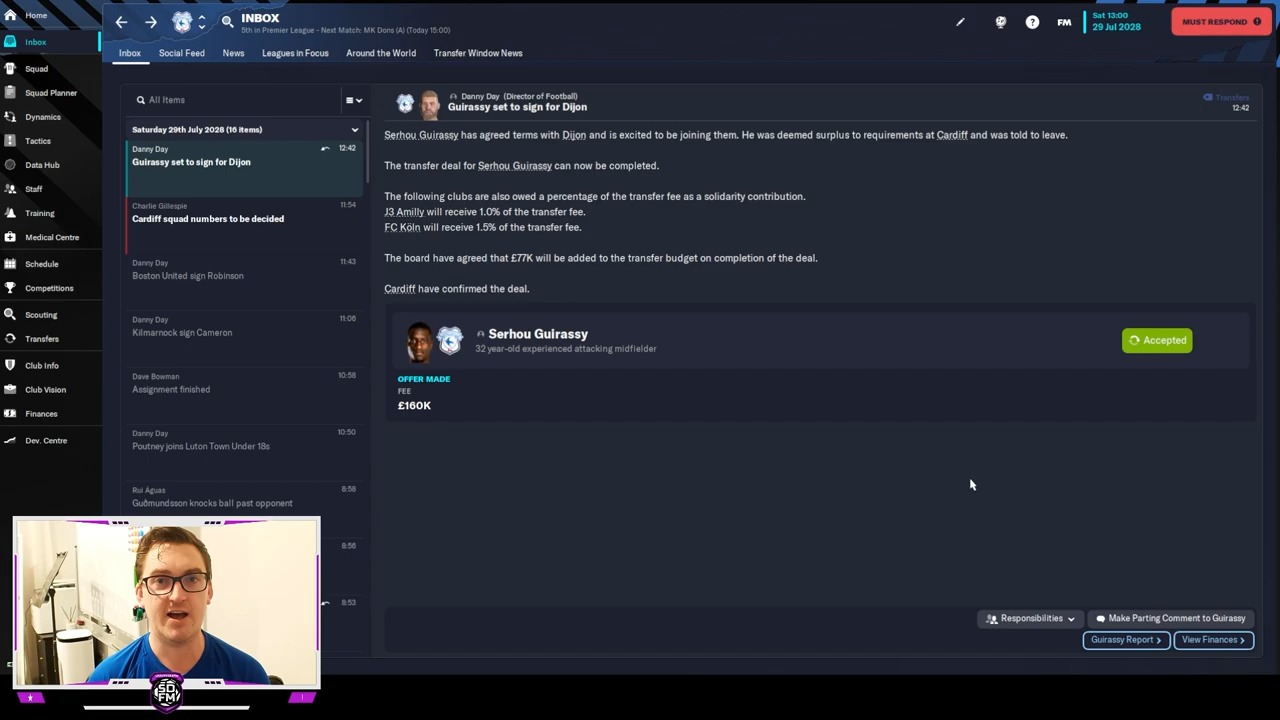 Home
Inbox
Squad
Squad Planner
Dynamics
Tactics
Data Hub
Staff
Training
Medical Centre
Schedule
Competitions
Scouting
Transfers
Club Info
Club Vision
Finances
Dev. Centre
INBOX
5th in Premier League - Next Match: MK Dons (A) (Today 15:00)
FM
Sat 13:00
29 Jul 2028
MUST RESPOND
Inbox
Social Feed
News
Leagues in Focus
Around the World
Transfer Window News
All Items
Saturday 29th July 2028 (16 items)
Danny Day 12:42
Guirassy set to sign for Dijon
Charlie Gillespie 11:54
Cardiff squad numbers to be decided
Danny Day 11:43
Boston United sign Robinson
Danny Day 11:06
Kilmarnock sign Cameron
Dave Bowman 10:58
Assignment finished
Danny Day 10:50
Poutney joins Luton Town Under 18s
Rui Águas 8:58
Guðmundsson knocks ball past opponent
8:56
8:53
Danny Day (Director of Football)
Guirassy set to sign for Dijon
Transfers
12:42
Serhou Guirassy has agreed terms with Dijon and is excited to be joining them. He was deemed surplus to requirements at Cardiff and was told to leave.
The transfer deal for Serhou Guirassy can now be completed.
The following clubs are also owed a percentage of the transfer fee as a solidarity contribution.
J3 Amilly will receive 1.0% of the transfer fee.
FC Köln will receive 1.5% of the transfer fee.
The board have agreed that £77K will be added to the transfer budget on completion of the deal.
Cardiff have confirmed the deal.
Serhou Guirassy
32 year-old experienced attacking midfielder
Accepted
OFFER MADE
FEE
£160K
Responsibilities
Make Parting Comment to Guirassy
Guirassy Report
View Finances
SD
FM